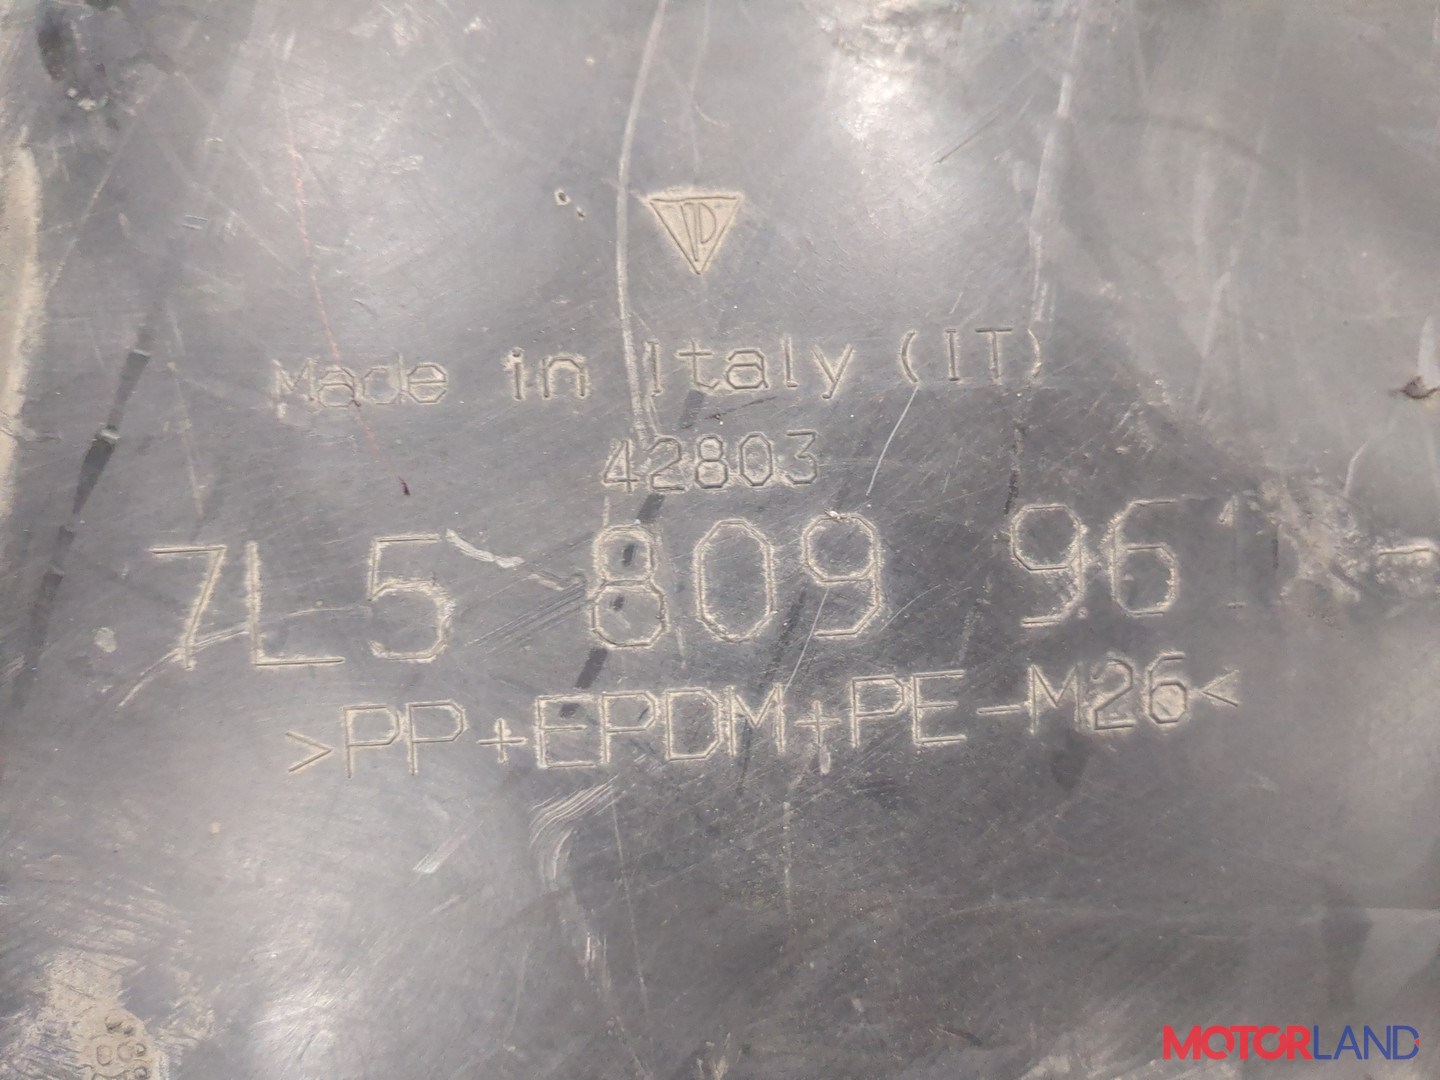 Made in Italy (IT)
42803
7L5 809 961
>PP+EPDM+PE-M26<
MOTORLAND